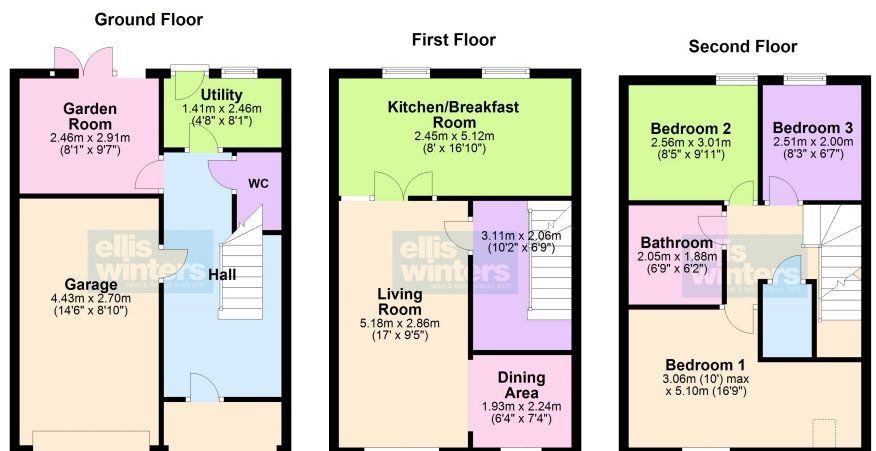 Ground Floor
Garden
Room
2.46m x 2.91m
(8'1" x 9'7")
Utility
1.41m x 2.46m
(4'8" x 8'1")
WC
Hall
Garage
4.43m x 2.70m
(14'6" x 8'10")
ellis
winters
First Floor
Kitchen/Breakfast
Room
2.45m x 5.12m
(8' x 16'10")
3.11m x 2.06m
(10'2" x 6'9")
ellis
winters
Living
Room
5.18m x 2.86m
(17' x 9'5")
Dining
Area
1.93m x 2.24m
(6'4" x 7'4")
Second Floor
Bedroom 2
2.56m x 3.01m
(8'5" x 9'11")
Bedroom 3
2.51m x 2.00m
(8'3" x 6'7")
Bathroom
2.05m x 1.88m
(6'9" x 6'2")
ellis
winters
Bedroom 1
3.06m (10') max
x 5.10m (16'9")